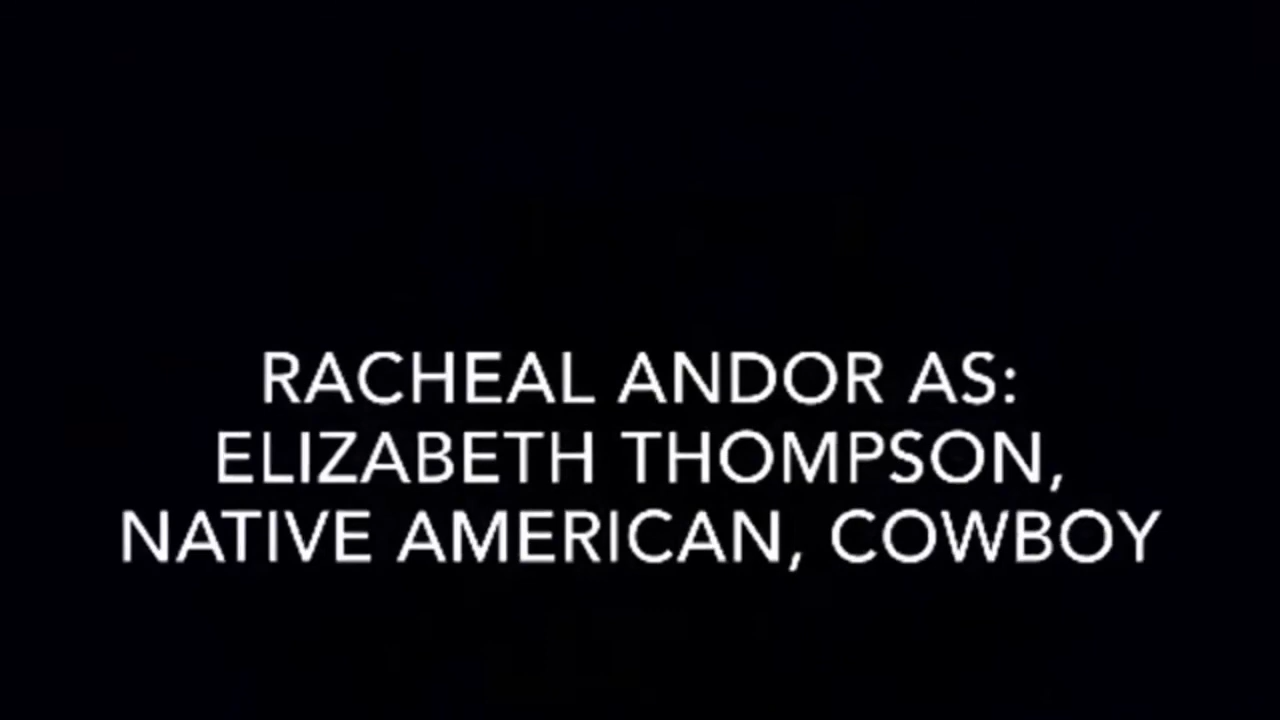 RACHEAL ANDOR AS:
ELIZABETH THOMPSON,
NATIVE AMERICAN, COWBOY